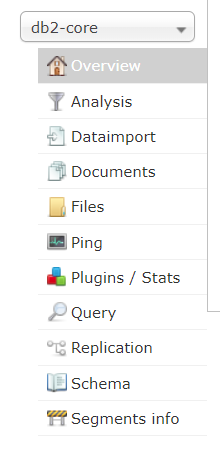 db2-core
Overview
Analysis
Dataimport
Documents
Files
Ping
Plugins / Stats
Query
Replication
Schema
Segments info